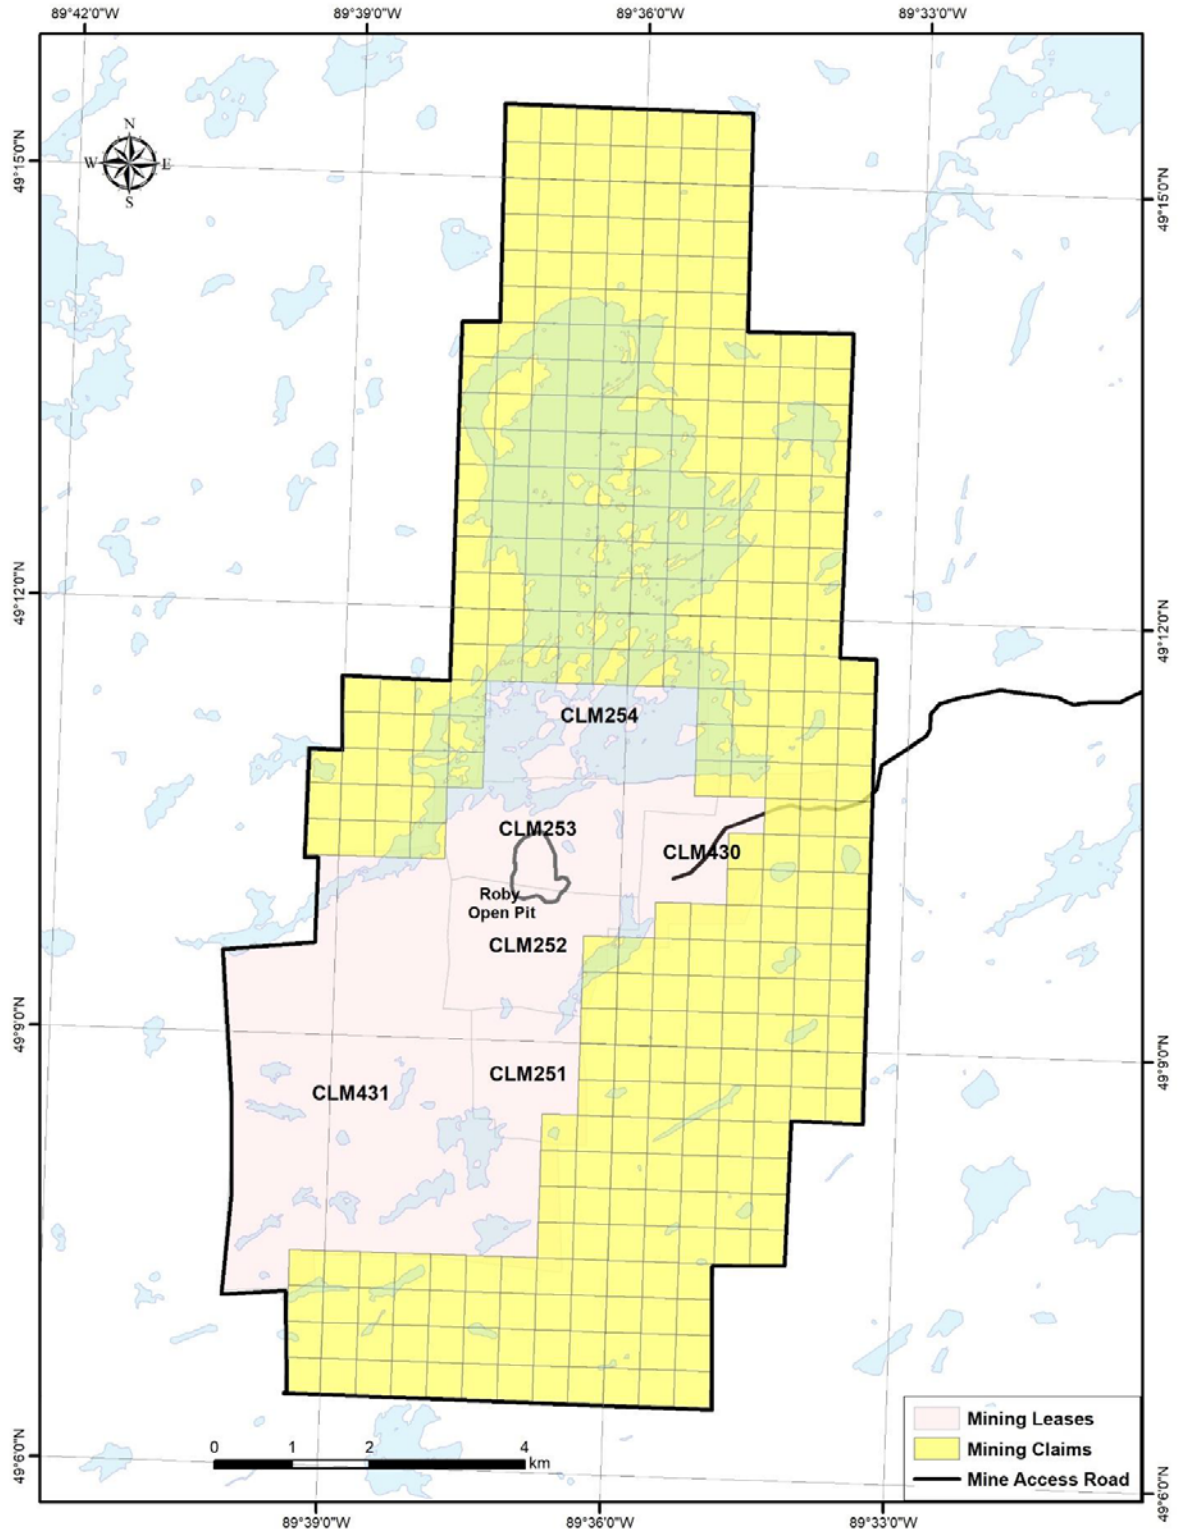 89°42'0"W
89°39'0"W
89°36'0"W
89°33'0"W
49°15'0"N
49°15'0"N
N
W
E
S
49°12'0"N
49°12'0"N
CLM254
CLM253
CLM430
Roby
Open Pit
CLM252
49°9'0"N
49°9'0"N
CLM251
CLM431
Mining Leases
Mining Claims
Mine Access Road
0
1
2
4
km
49°6'0"N
49°6'0"N
89°39'0"W
89°36'0"W
89°33'0"W